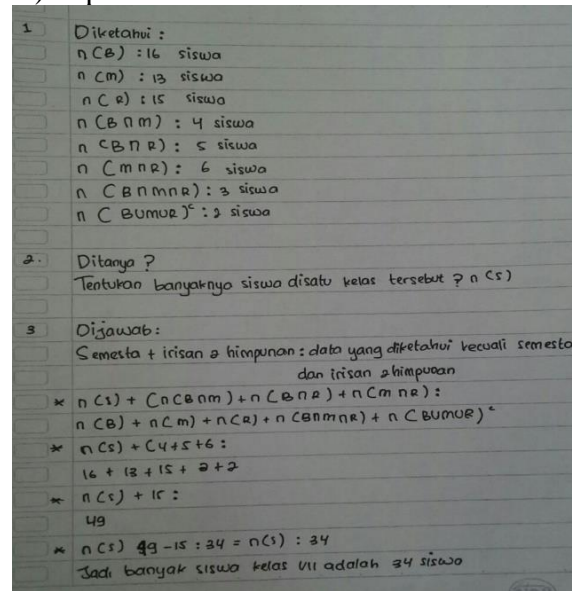 1 Diketahui :
n (B) : 16 siswa
n (m) : 13 siswa
n ( R) : 15 siswa
n (B ∩ m) : 4 siswa
n (B ∩ R) : 5 siswa
n (m ∩ R) : 6 siswa
n (B ∩ m ∩ R) : 3 siswa
n ( B∪m∪R)ᶜ : 2 siswa
2. Ditanya ?
Tentukan banyaknya siswa disatu kelas tersebut ? n (s)
3 Dijawab :
Semesta + irisan 2 himpunan : data yang diketahui kecuali semesta
dan irisan 2 himpunan
* n (s) + (n(B∩m) + n (B∩R) + n (m∩R) :
n (B) + n (m) + n (R) + n (B∩m∩R) + n ( B∪m∪R)ᶜ
* n (s) + (4+5+6 :
16 + 13 + 15 + 2+2
* n (s) + 15 :
49
* n (s) 49 - 15 : 34 = n(s) : 34
Jadi banyak siswa kelas VII adalah 34 siswa